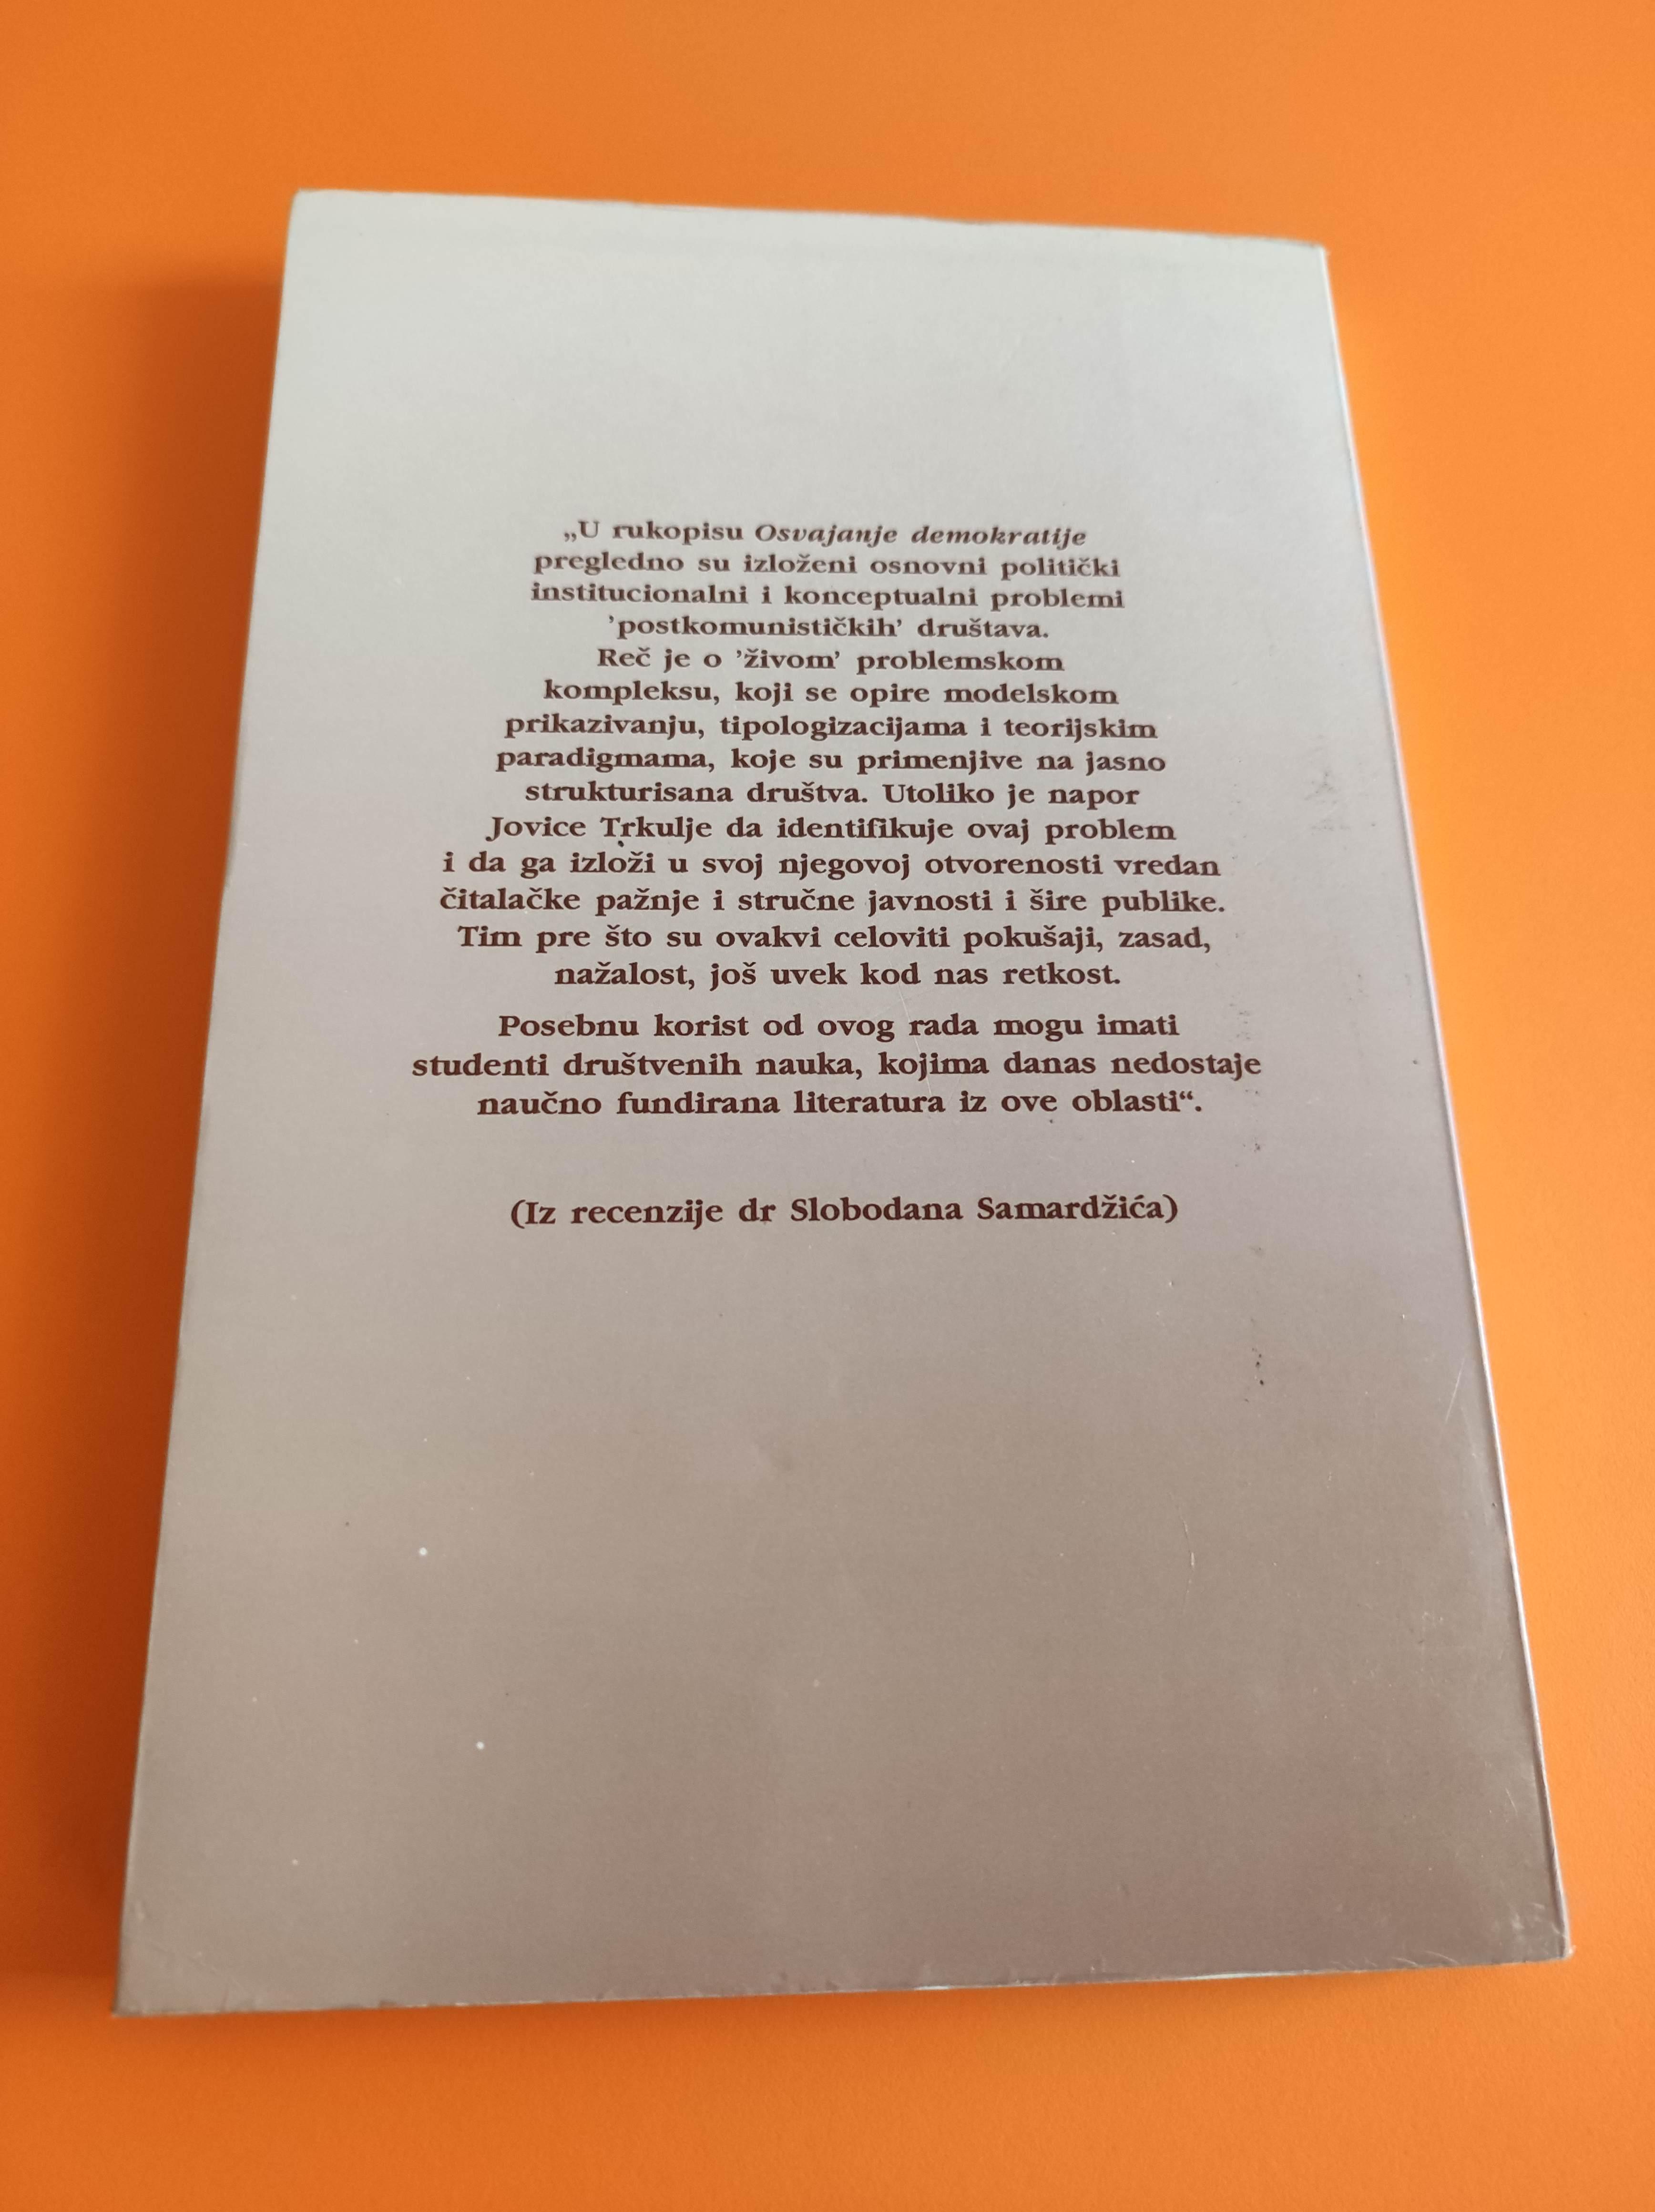 „U rukopisu Osvajanje demokratije
pregledno su izloženi osnovni politički
institucionalni i konceptualni problemi
’postkomunističkih’ društava.
Reč je o ’živom’ problemskom
kompleksu, koji se opire modelskom
prikazivanju, tipologizacijama i teorijskim
paradigmama, koje su primenjive na jasno
strukturisana društva. Utoliko je napor
Jovice Trkulje da identifikuje ovaj problem
i da ga izloži u svoj njegovoj otvorenosti vredan
čitalačke pažnje i stručne javnosti i šire publike.
Tim pre što su ovakvi celoviti pokušaji, zasad,
nažalost, još uvek kod nas retkost.
Posebnu korist od ovog rada mogu imati
studenti društvenih nauka, kojima danas nedostaje
naučno fundirana literatura iz ove oblasti“.
(Iz recenzije dr Slobodana Samardžića)